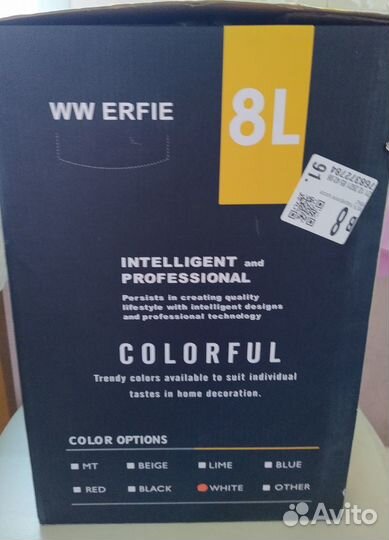 WW ERFIE
8L
768372784
91.
INTELLIGENT and
PROFESSIONAL
Persists in creating quality
lifestyle with intelligent designs
and professional technology
COLORFUL
Trendy colors available to suit individual
tastes in home decoration.
COLOR OPTIONS
MT BEIGE LIME BLUE
RED BLACK WHITE OTHER
Avito